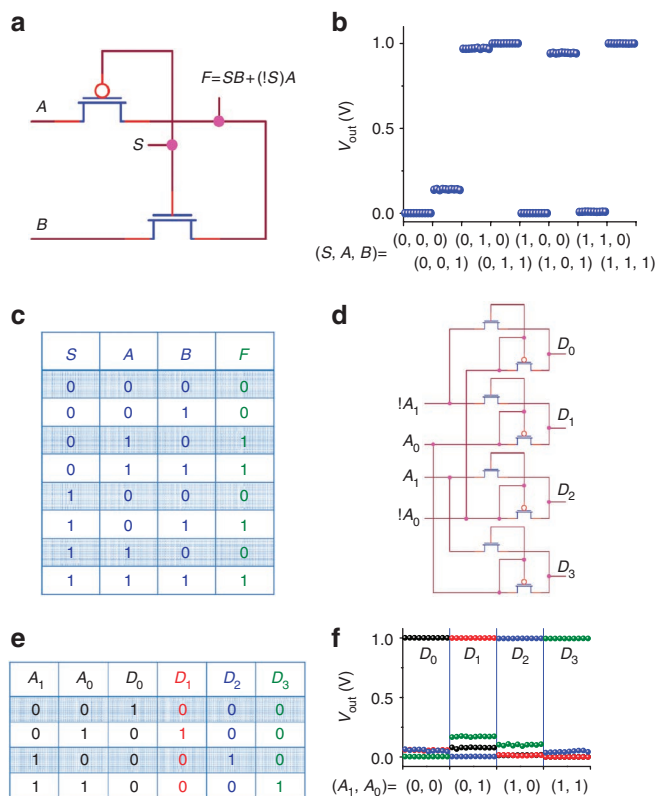 a
A
F=SB+(!S)A
S
B
b
V_out (V)
1.0
0.5
0.0
(0, 0, 0) (0, 1, 0) (1, 0, 0) (1, 1, 0)
(S, A, B)=
(0, 0, 1) (0, 1, 1) (1, 0, 1) (1, 1, 1)
c
S A B F
0 0 0 0
0 0 1 0
0 1 0 1
0 1 1 1
1 0 0 0
1 0 1 1
1 1 0 0
1 1 1 1
d
D0
!A1
D1
A0
A1
D2
!A0
D3
e
A1 A0 D0 D1 D2 D3
0 0 1 0 0 0
0 1 0 1 0 0
1 0 0 0 1 0
1 1 0 0 0 1
f
V_out (V)
1.0
0.5
0.0
D0 D1 D2 D3
(A1, A0)= (0, 0) (0, 1) (1, 0) (1, 1)